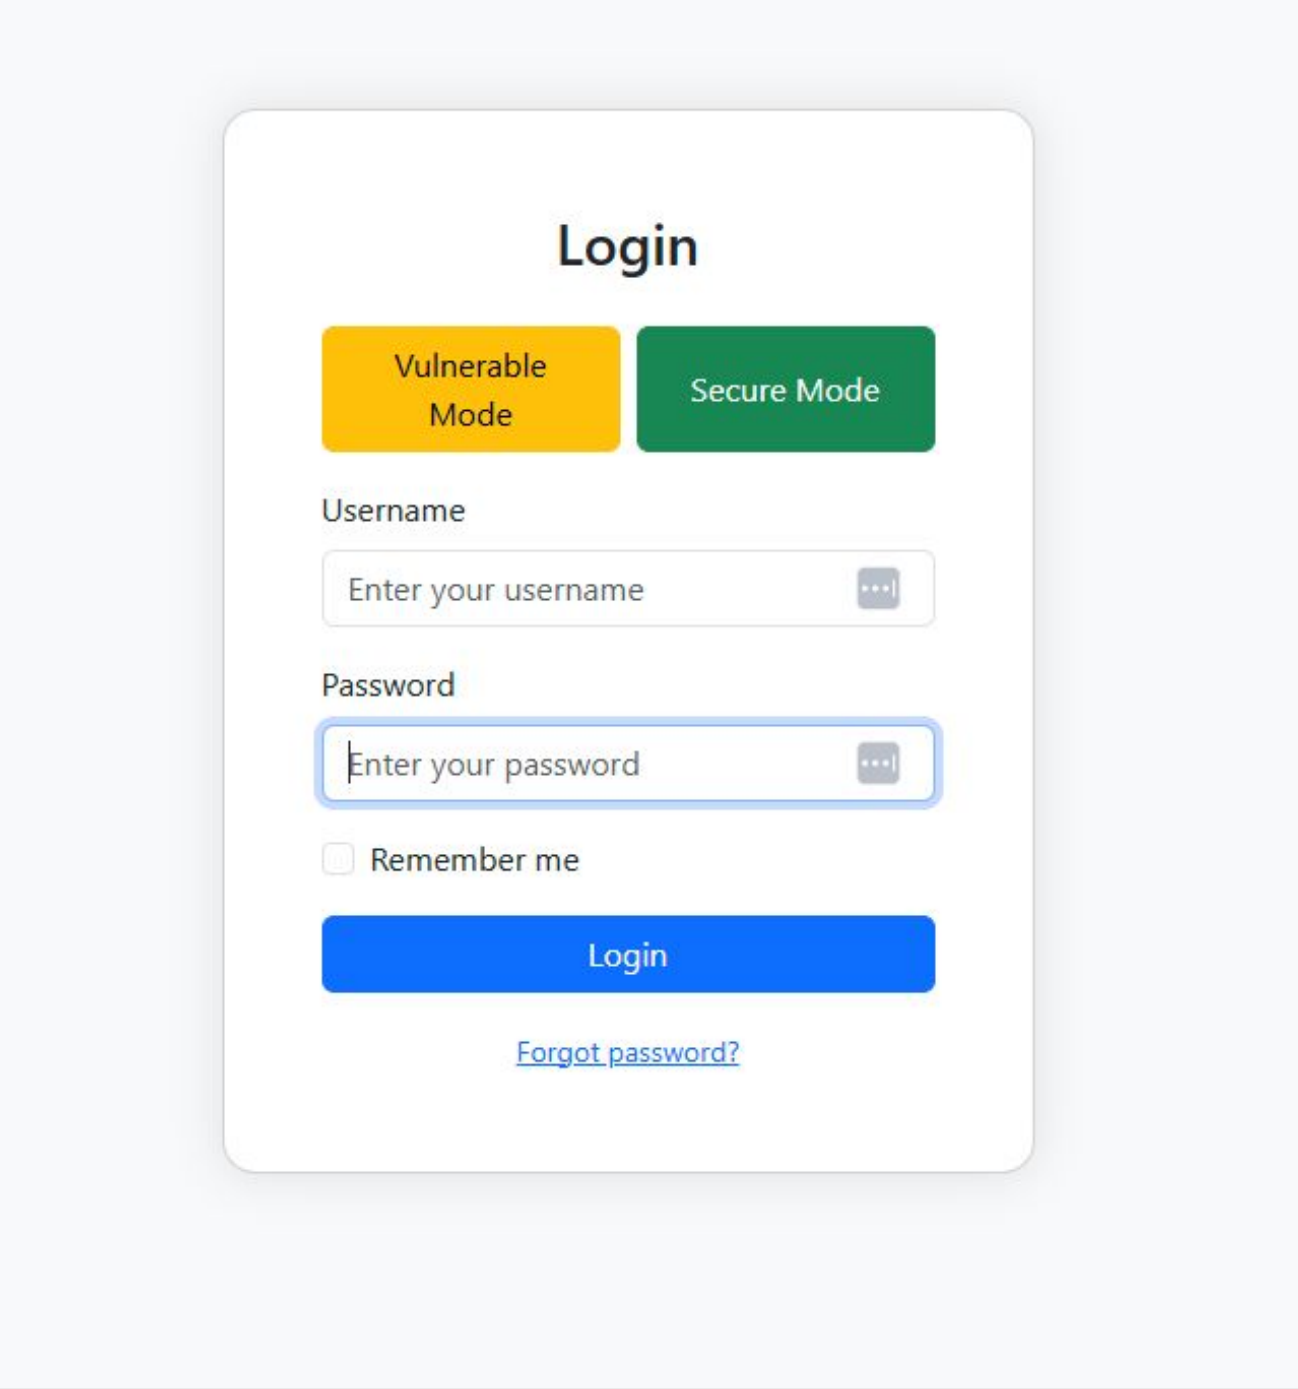 Login
Vulnerable
Mode
Secure Mode
Username
Enter your username
Password
Enter your password
Remember me
Login
Forgot password?